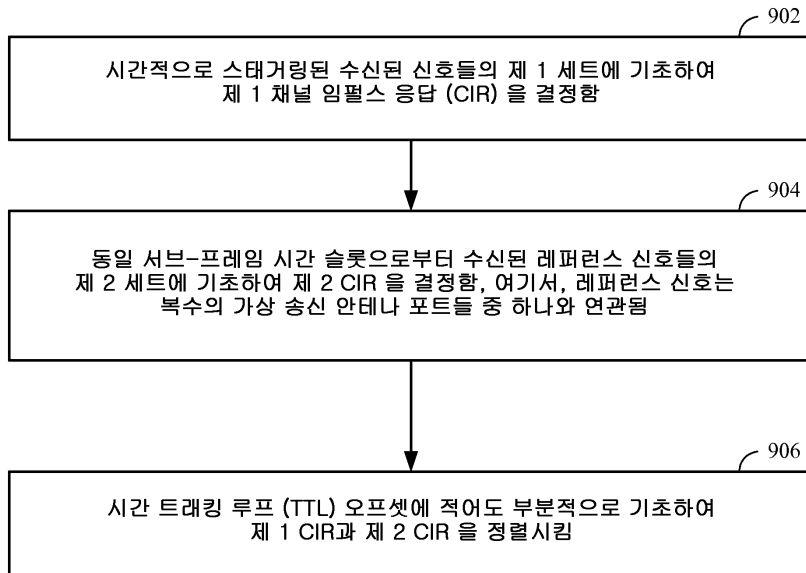 902
시간적으로 스태거링된 수신된 신호들의 제 1 세트에 기초하여
제 1 채널 임펄스 응답 (CIR) 을 결정함
904
동일 서브-프레임 시간 슬롯으로부터 수신된 레퍼런스 신호들의
제 2 세트에 기초하여 제 2 CIR 을 결정함, 여기서, 레퍼런스 신호는
복수의 가상 송신 안테나 포트들 중 하나와 연관됨
906
시간 트래킹 루프 (TTL) 오프셋에 적어도 부분적으로 기초하여
제 1 CIR과 제 2 CIR 을 정렬시킴